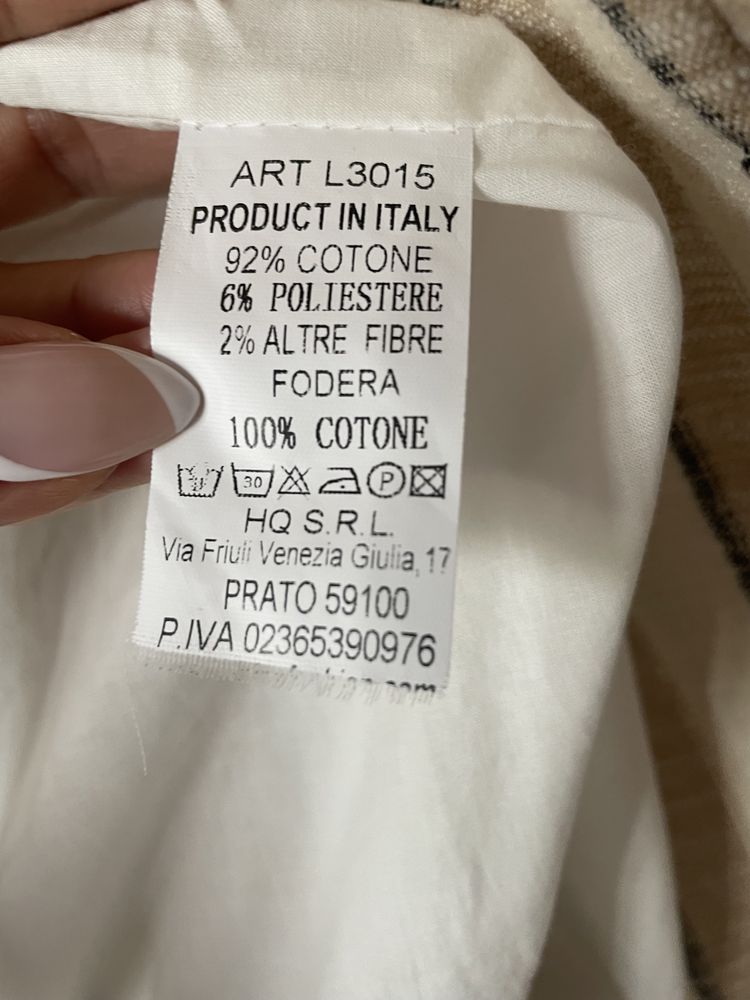 ART L3015
PRODUCT IN ITALY
92% COTONE
6% POLIESTERE
2% ALTRE FIBRE
FODERA
100% COTONE
30 P
HQ S.R.L.
Via Friuli Venezia Giulia, 17
PRATO 59100
P.IVA 02365390976